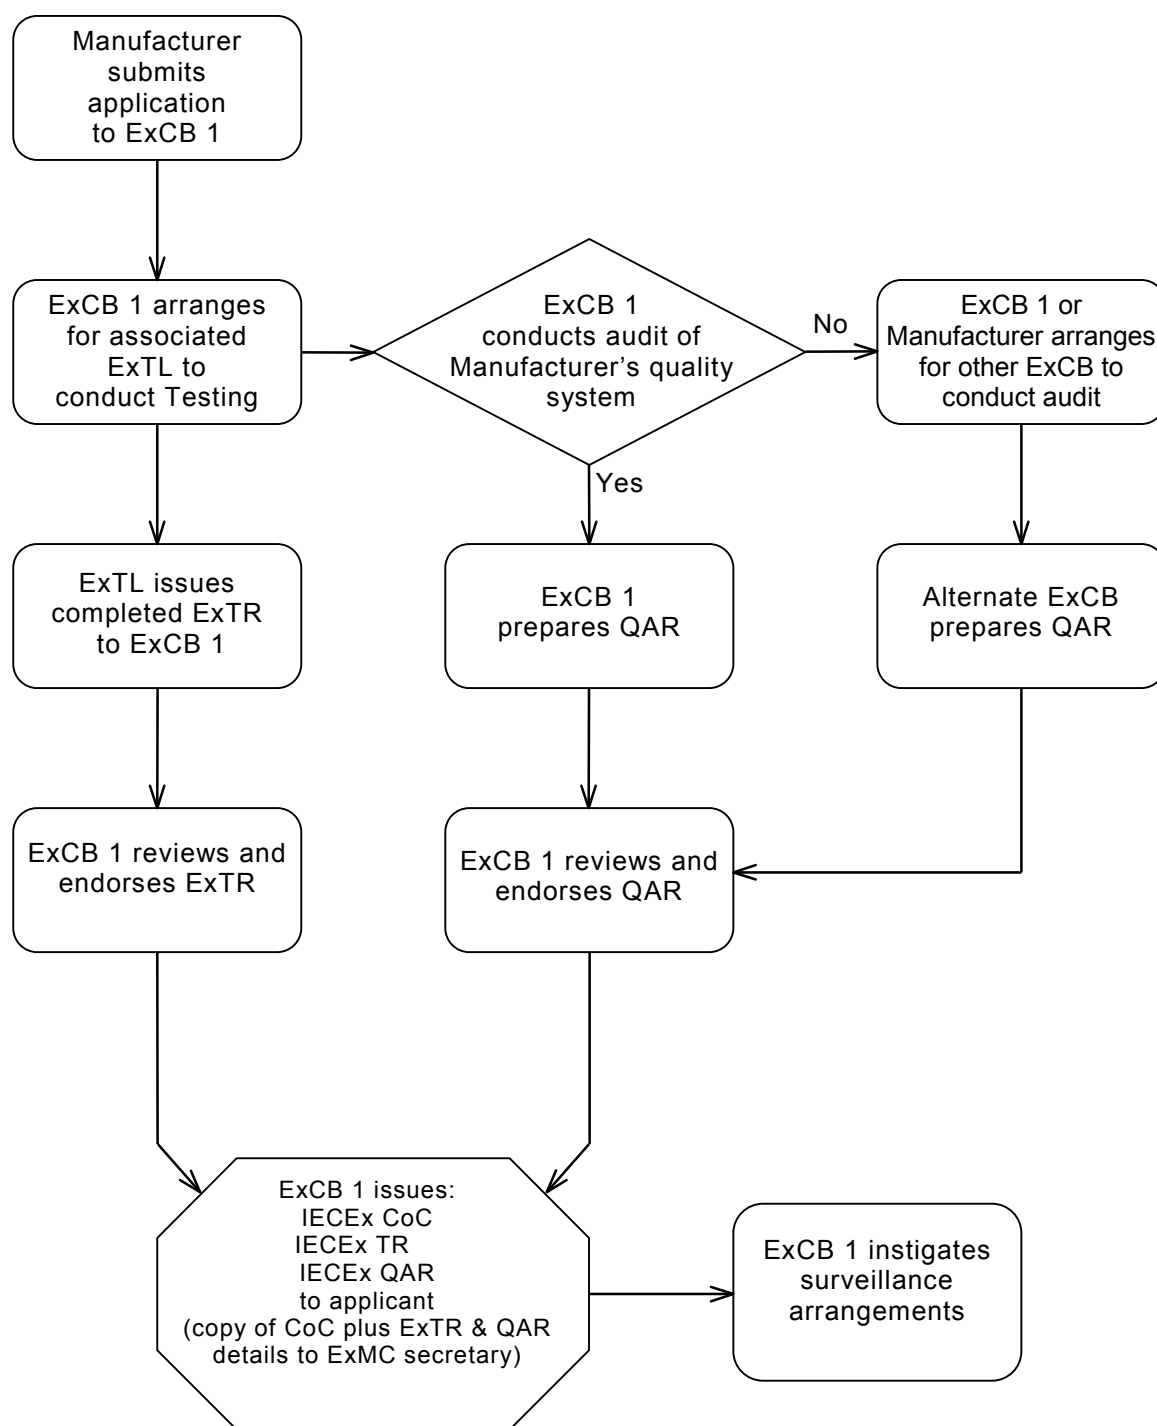 Manufacturer
submits
application
to ExCB 1
ExCB 1 arranges
for associated
ExTL to
conduct Testing
ExCB 1
conducts audit of
Manufacturer’s quality
system
No
ExCB 1 or
Manufacturer arranges
for other ExCB to
conduct audit
Yes
ExTL issues
completed ExTR
to ExCB 1
ExCB 1
prepares QAR
Alternate ExCB
prepares QAR
ExCB 1 reviews and
endorses ExTR
ExCB 1 reviews and
endorses QAR
ExCB 1 issues:
IECEx CoC
IECEx TR
IECEx QAR
to applicant
(copy of CoC plus ExTR & QAR
details to ExMC secretary)
ExCB 1 instigates
surveillance
arrangements